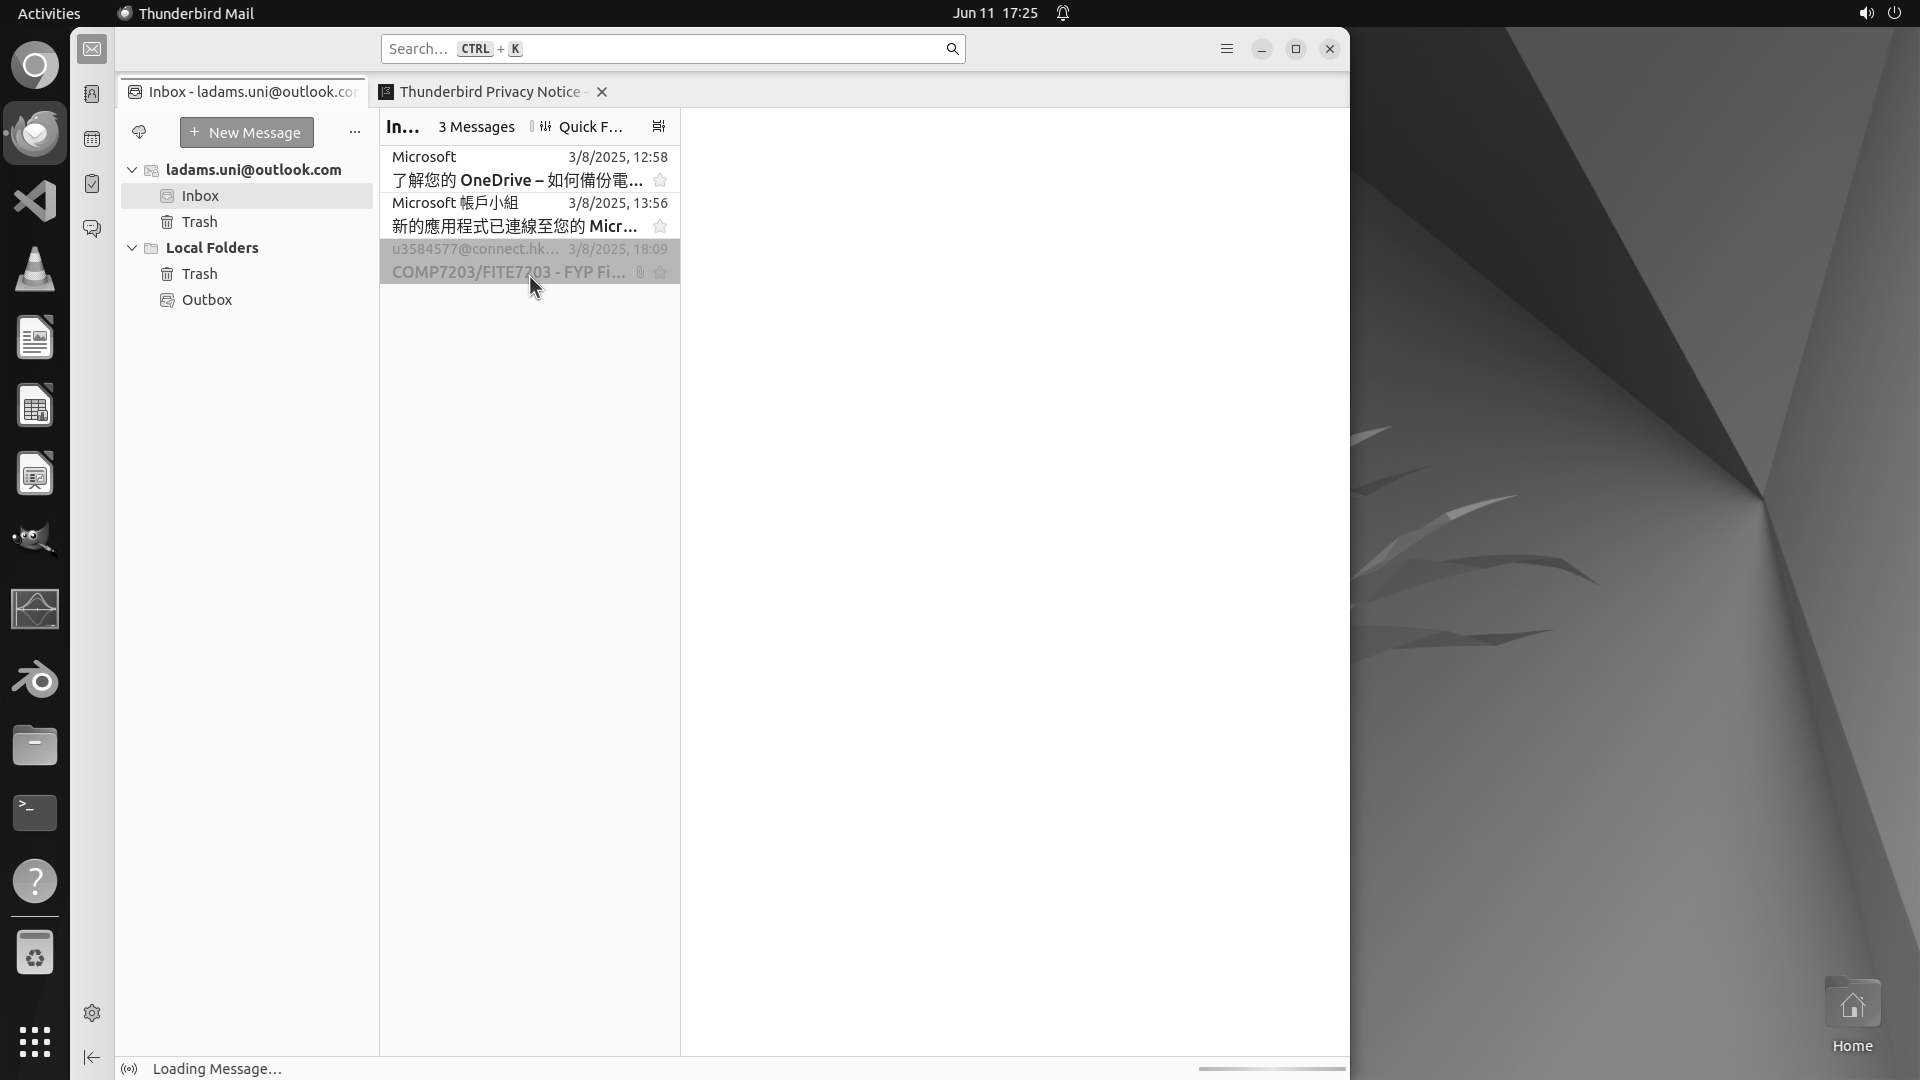 Activities
Thunderbird Mail
Jun 11 17:25
Search… CTRL + K
Inbox - ladams.uni@outlook.co
Thunderbird Privacy Notice
+ New Message
In... 3 Messages Quick F...
ladams.uni@outlook.com
Inbox
Trash
Local Folders
Trash
Outbox
Microsoft 3/8/2025, 12:58
了解您的 OneDrive – 如何備份電...
Microsoft 帳戶小組 3/8/2025, 13:56
新的應用程式已連線至您的 Micr...
u3584577@connect.hk... 3/8/2025, 18:09
COMP7203/FITE7203 - FYP Fi...
Loading Message…
Home